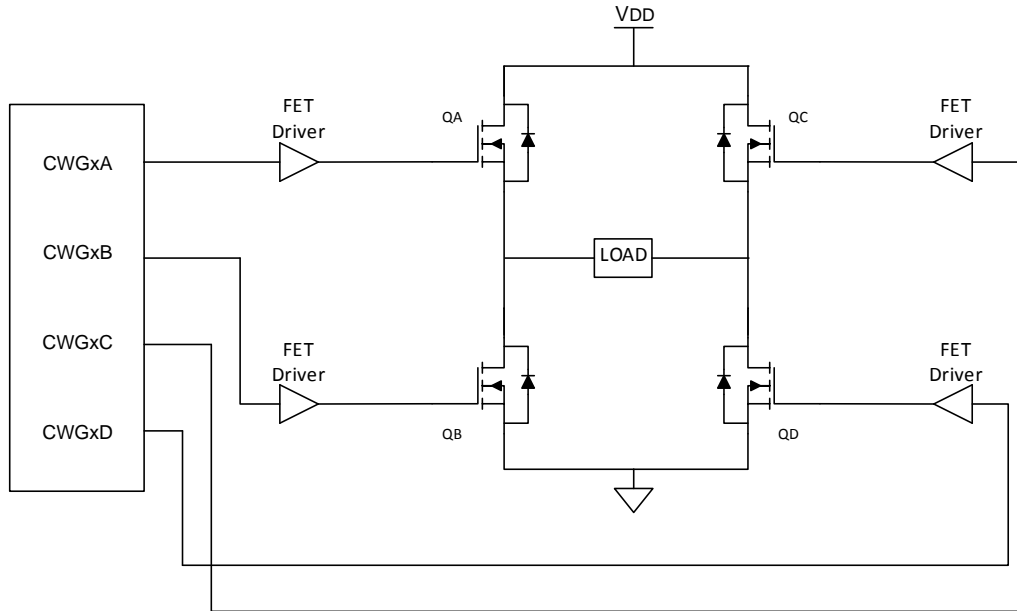 VDD
FET
Driver
QA
QC
FET
Driver
CWGxA
CWGxB
LOAD
CWGxC
FET
Driver
FET
Driver
CWGxD
QB
QD